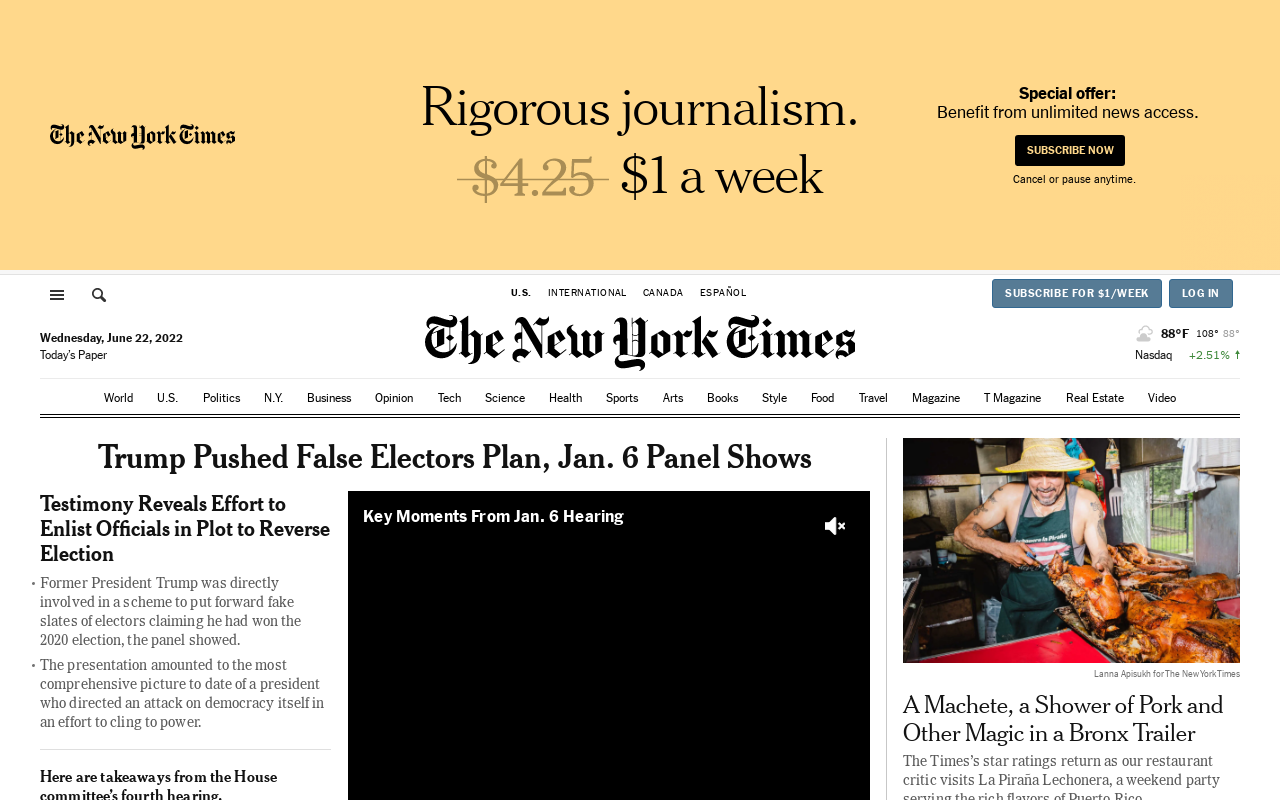 The New York Times
Rigorous journalism.
$4.25 $1 a week
Special offer:
Benefit from unlimited news access.
SUBSCRIBE NOW
Cancel or pause anytime.
U.S. INTERNATIONAL CANADA ESPAÑOL
SUBSCRIBE FOR $1/WEEK LOG IN
Wednesday, June 22, 2022
Today's Paper
The New York Times
88°F 108° 88°
Nasdaq +2.51%
World U.S. Politics N.Y. Business Opinion Tech Science Health Sports Arts Books Style Food Travel Magazine T Magazine Real Estate Video
Trump Pushed False Electors Plan, Jan. 6 Panel Shows
Testimony Reveals Effort to
Enlist Officials in Plot to Reverse
Election
• Former President Trump was directly
involved in a scheme to put forward fake
slates of electors claiming he had won the
2020 election, the panel showed.
• The presentation amounted to the most
comprehensive picture to date of a president
who directed an attack on democracy itself in
an effort to cling to power.
Here are takeaways from the House
committee's fourth hearing.
Key Moments From Jan. 6 Hearing
Lanna Apisukh for The New York Times
A Machete, a Shower of Pork and
Other Magic in a Bronx Trailer
The Times's star ratings return as our restaurant
critic visits La Piraña Lechonera, a weekend party
serving the rich flavors of Puerto Rico.